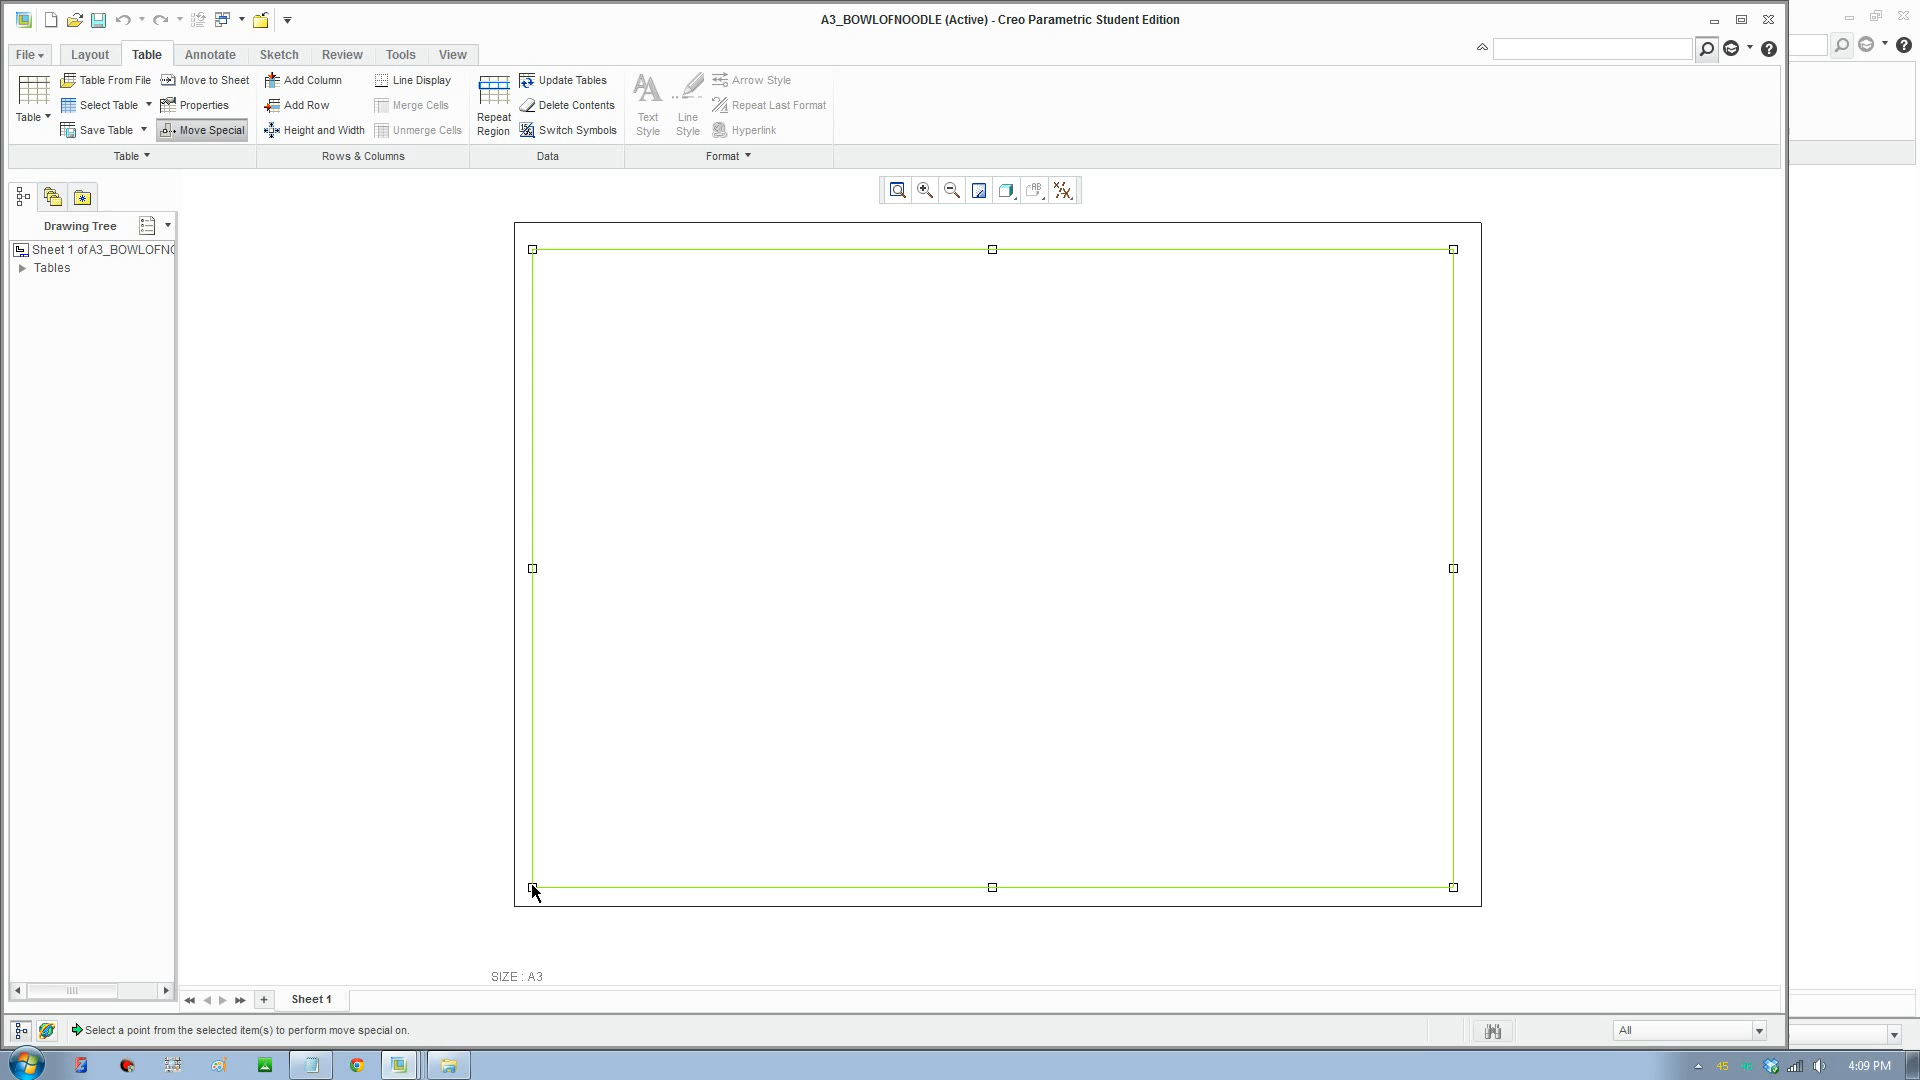 A3_BOWLOFNOODLE (Active) - Creo Parametric Student Edition
File Layout Table Annotate Sketch Review Tools Table View
Table From File Move to Sheet Add Column Line Display Update Tables Arrow Style
Select Table Properties Add Row Merge Cells Delete Contents Repeat Last Format
Table Save Table Move Special Height and Width Unmerge Cells Repeat Region Switch Symbols Text Style Line Style Hyperlink
Table Rows & Columns Data Format
Drawing Tree
Sheet 1 of A3_BOWLOFN
Tables
SIZE : A3
Sheet 1
Select a point from the selected item(s) to perform move special on.
All
45
4:09 PM